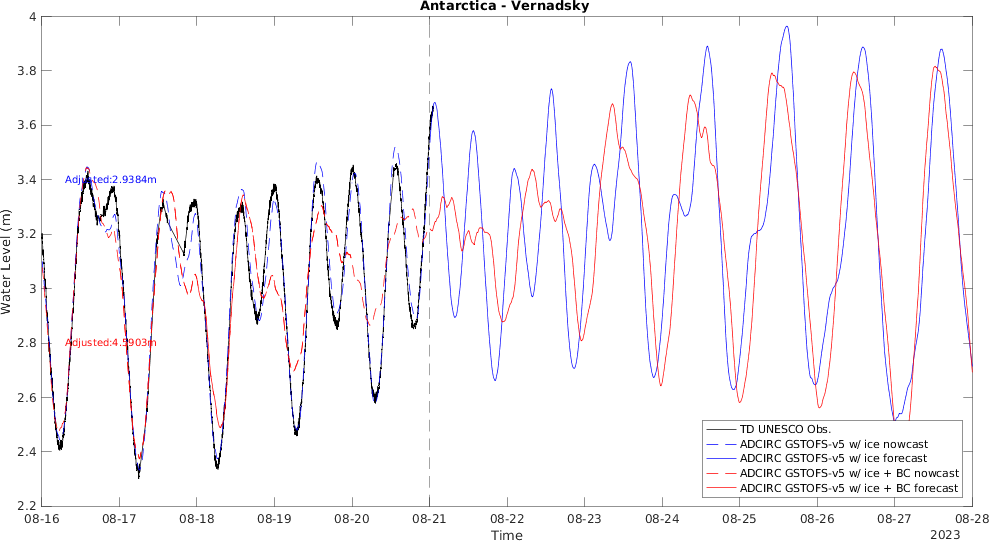 Antarctica - Vernadsky
4
3.8
3.6
3.4
3.2
3
2.8
2.6
2.4
2.2
Water Level (m)
Adjusted:2.9384m
Adjusted:4.5903m
TD UNESCO Obs.
ADCIRC GSTOFS-v5 w/ ice nowcast
ADCIRC GSTOFS-v5 w/ ice forecast
ADCIRC GSTOFS-v5 w/ ice + BC nowcast
ADCIRC GSTOFS-v5 w/ ice + BC forecast
08-16 08-17 08-18 08-19 08-20 08-21 08-22 08-23 08-24 08-25 08-26 08-27 08-28
Time
2023